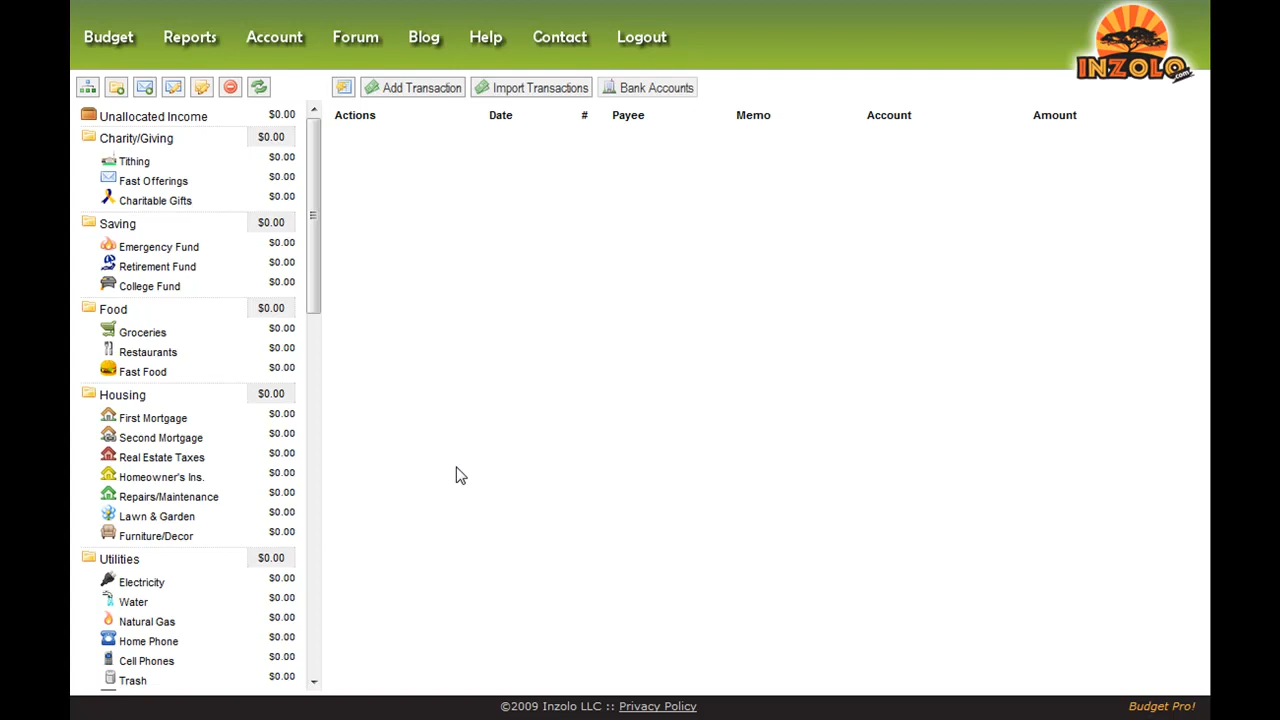 Budget Reports Account Forum Blog Help Contact Logout
INZOLO.com
Add Transaction Import Transactions Bank Accounts
Unallocated Income $0.00
Charity/Giving $0.00
Tithing $0.00
Fast Offerings $0.00
Charitable Gifts $0.00
Saving $0.00
Emergency Fund $0.00
Retirement Fund $0.00
College Fund $0.00
Food $0.00
Groceries $0.00
Restaurants $0.00
Fast Food $0.00
Housing $0.00
First Mortgage $0.00
Second Mortgage $0.00
Real Estate Taxes $0.00
Homeowner's Ins. $0.00
Repairs/Maintenance $0.00
Lawn & Garden $0.00
Furniture/Decor $0.00
Utilities $0.00
Electricity $0.00
Water $0.00
Natural Gas $0.00
Home Phone $0.00
Cell Phones $0.00
Trash $0.00
Actions Date # Payee Memo Account Amount
©2009 Inzolo LLC :: Privacy Policy
Budget Pro!